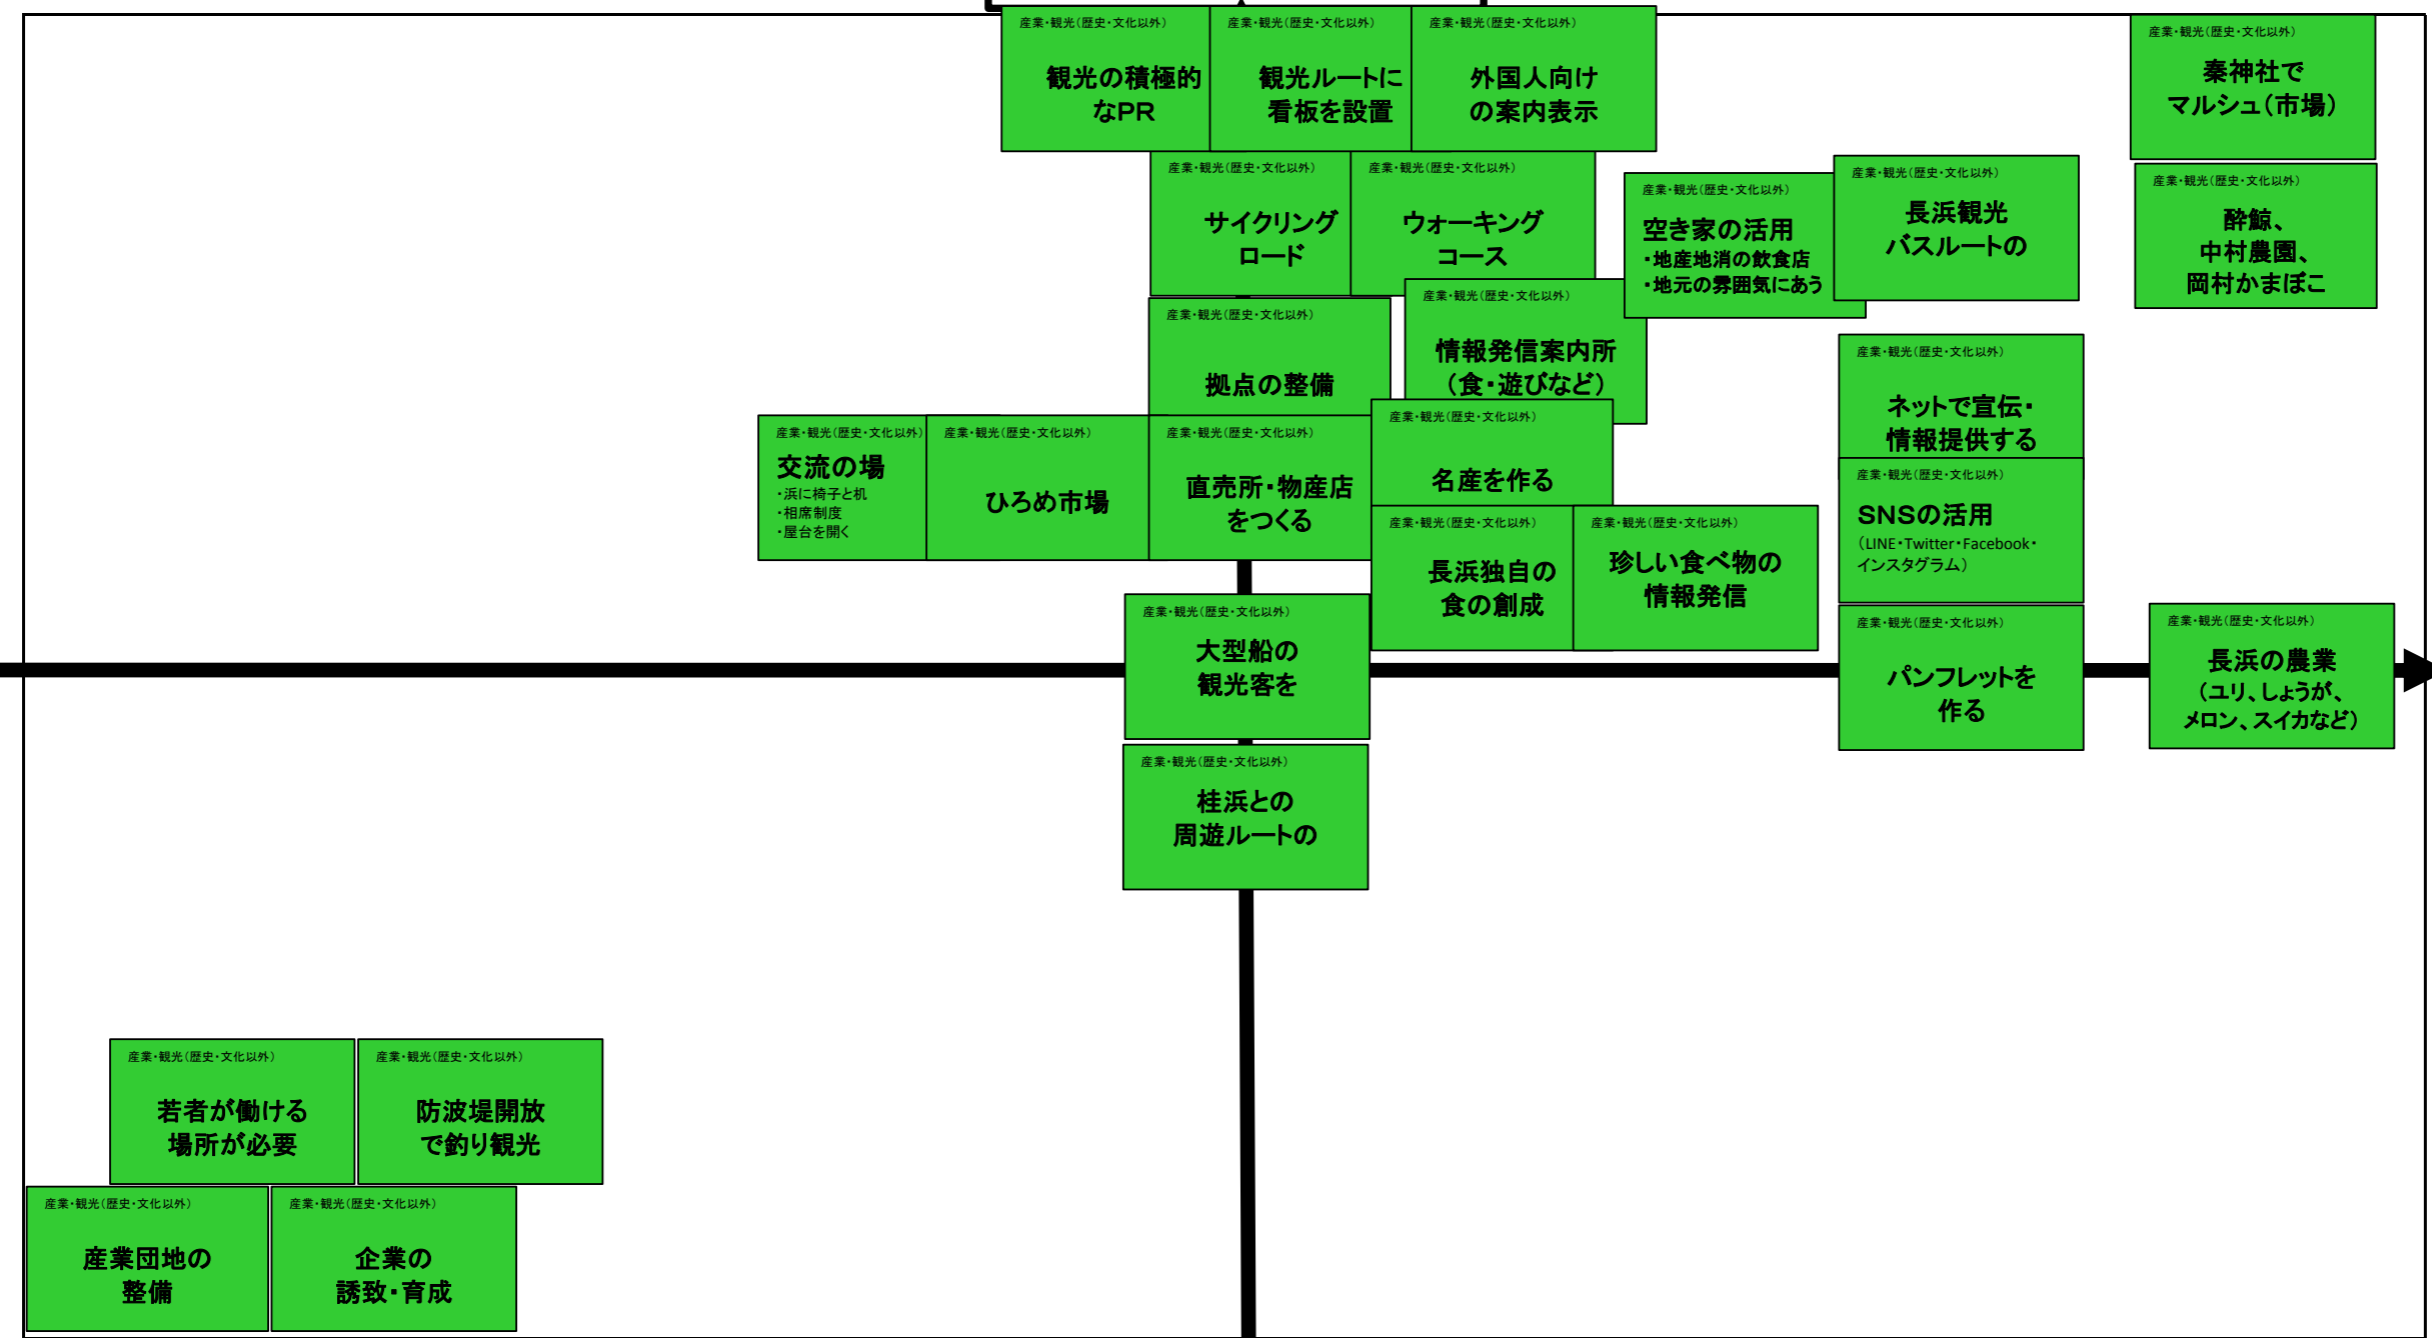 産業・観光(歴史・文化以外)
観光の積極的
なPR
産業・観光(歴史・文化以外)
観光ルートに
看板を設置
産業・観光(歴史・文化以外)
外国人向け
の案内表示
産業・観光(歴史・文化以外)
秦神社で
マルシュ(市場)
産業・観光(歴史・文化以外)
サイクリング
ロード
産業・観光(歴史・文化以外)
ウォーキング
コース
産業・観光(歴史・文化以外)
空き家の活用
・地産地消の飲食店
・地元の雰囲気にあう
産業・観光(歴史・文化以外)
長浜観光
バスルートの
産業・観光(歴史・文化以外)
酔鯨、
中村農園、
岡村かまぼこ
産業・観光(歴史・文化以外)
拠点の整備
産業・観光(歴史・文化以外)
情報発信案内所
(食・遊びなど)
産業・観光(歴史・文化以外)
ネットで宣伝・
情報提供する
産業・観光(歴史・文化以外)
交流の場
・浜に椅子と机
・相席制度
・屋台を開く
産業・観光(歴史・文化以外)
ひろめ市場
産業・観光(歴史・文化以外)
直売所・物産店
をつくる
産業・観光(歴史・文化以外)
名産を作る
産業・観光(歴史・文化以外)
SNSの活用
(LINE・Twitter・Facebook・
インスタグラム)
産業・観光(歴史・文化以外)
長浜独自の
食の創成
産業・観光(歴史・文化以外)
珍しい食べ物の
情報発信
産業・観光(歴史・文化以外)
大型船の
観光客を
産業・観光(歴史・文化以外)
パンフレットを
作る
産業・観光(歴史・文化以外)
長浜の農業
(ユリ、しょうが、
メロン、スイカなど)
産業・観光(歴史・文化以外)
桂浜との
周遊ルートの
産業・観光(歴史・文化以外)
若者が働ける
場所が必要
産業・観光(歴史・文化以外)
防波堤開放
で釣り観光
産業・観光(歴史・文化以外)
産業団地の
整備
産業・観光(歴史・文化以外)
企業の
誘致・育成